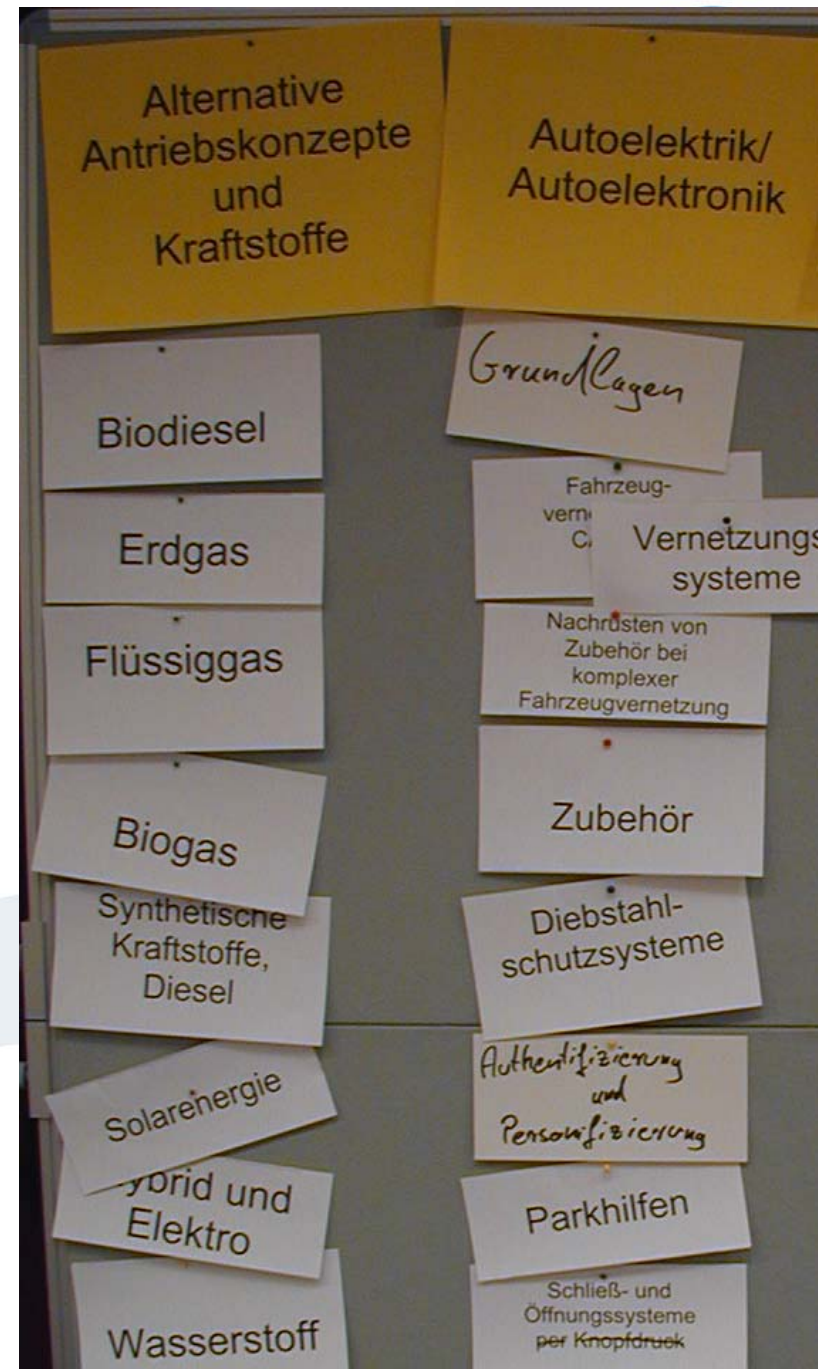 Alternative
Antriebskonzepte
und
Kraftstoffe
Biodiesel
Erdgas
Flüssiggas
Biogas
Synthetische
Kraftstoffe,
Diesel
Solarenergie
ybrid und
Elektro
Wasserstoff
Autoelektrik/
Autoelektronik
Grundlagen
Fahrzeug-
Vernetzungs
systeme
Nachrüsten von
Zubehör bei
komplexer
Fahrzeugvernetzung
Zubehör
Diebstahl-
schutzsysteme
Authentifizierung
und
Personifizierung
Parkhilfen
Schließ- und
Öffnungssysteme
per Knopfdruck